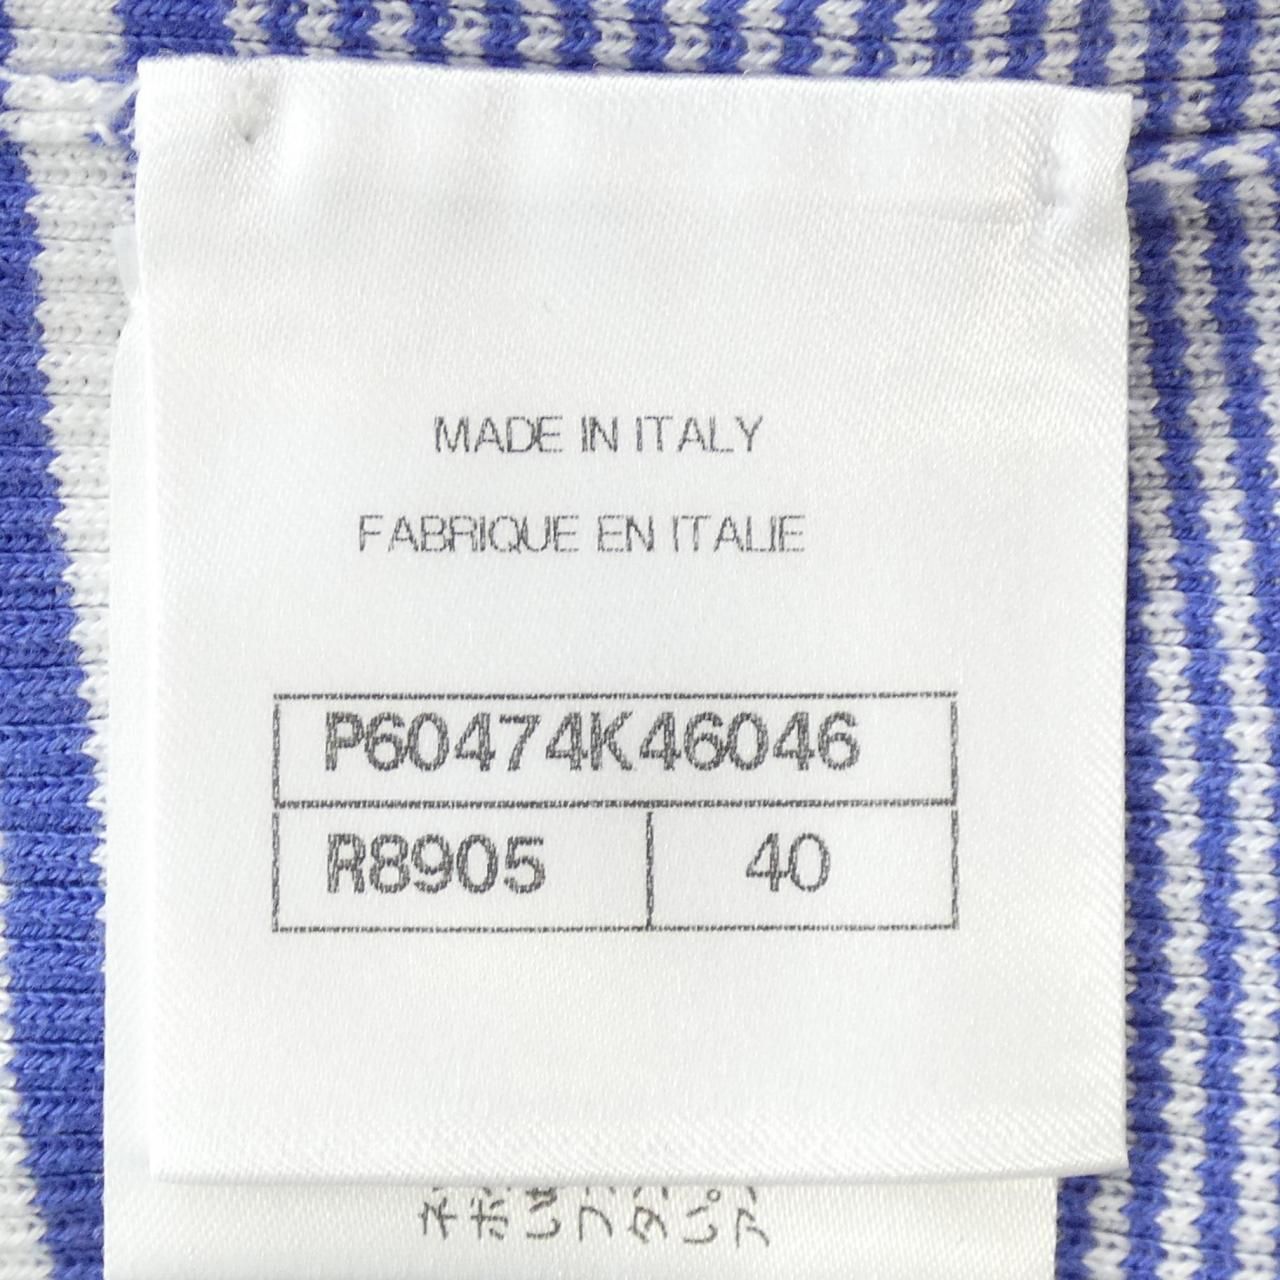 MADE IN ITALY
FABRIQUE EN ITALIE
P60474K46046
R8905
40